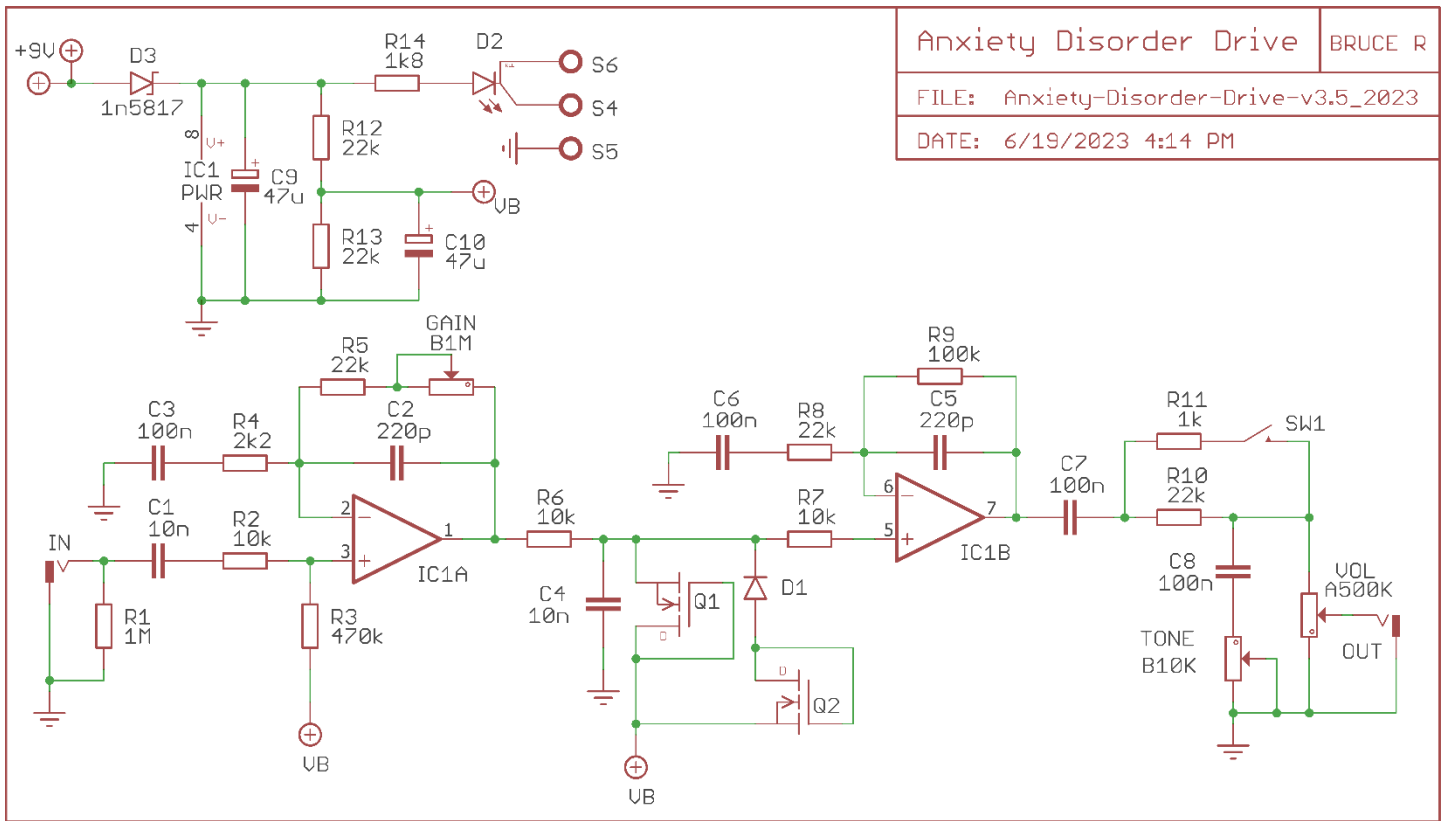 Anxiety Disorder Drive
BRUCE R
FILE: Anxiety-Disorder-Drive-v3.5_2023
DATE: 6/19/2023 4:14 PM
+9V
D3
1n5817
R14
1k8
D2
S6
S4
S5
8
V+
IC1
PWR
4
V-
C9
47u
R12
22k
VB
R13
22k
C10
47u
R5
22k
GAIN
B1M
C3
100n
R4
2k2
C2
220p
C1
10n
R2
10k
2
3
1
IC1A
IN
R1
1M
R3
470k
VB
R6
10k
C4
10n
Q1
D
D1
D
Q2
VB
R9
100k
C6
100n
R8
22k
C5
220p
R7
10k
6
5
7
IC1B
C7
100n
R11
1k
SW1
R10
22k
C8
100n
VOL
A500K
TONE
B10K
OUT